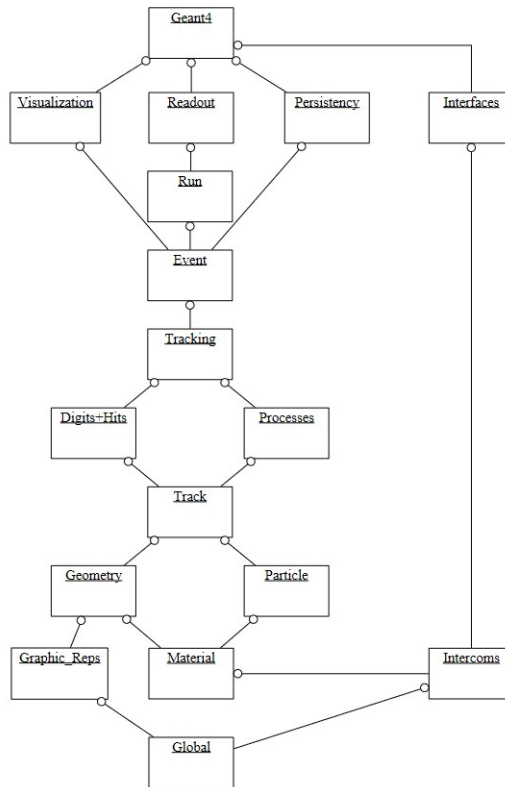 Geant4
Visualization
Readout
Persistency
Interfaces
Run
Event
Tracking
Digits+Hits
Processes
Track
Geometry
Particle
Graphic_Reps
Material
Intercoms
Global